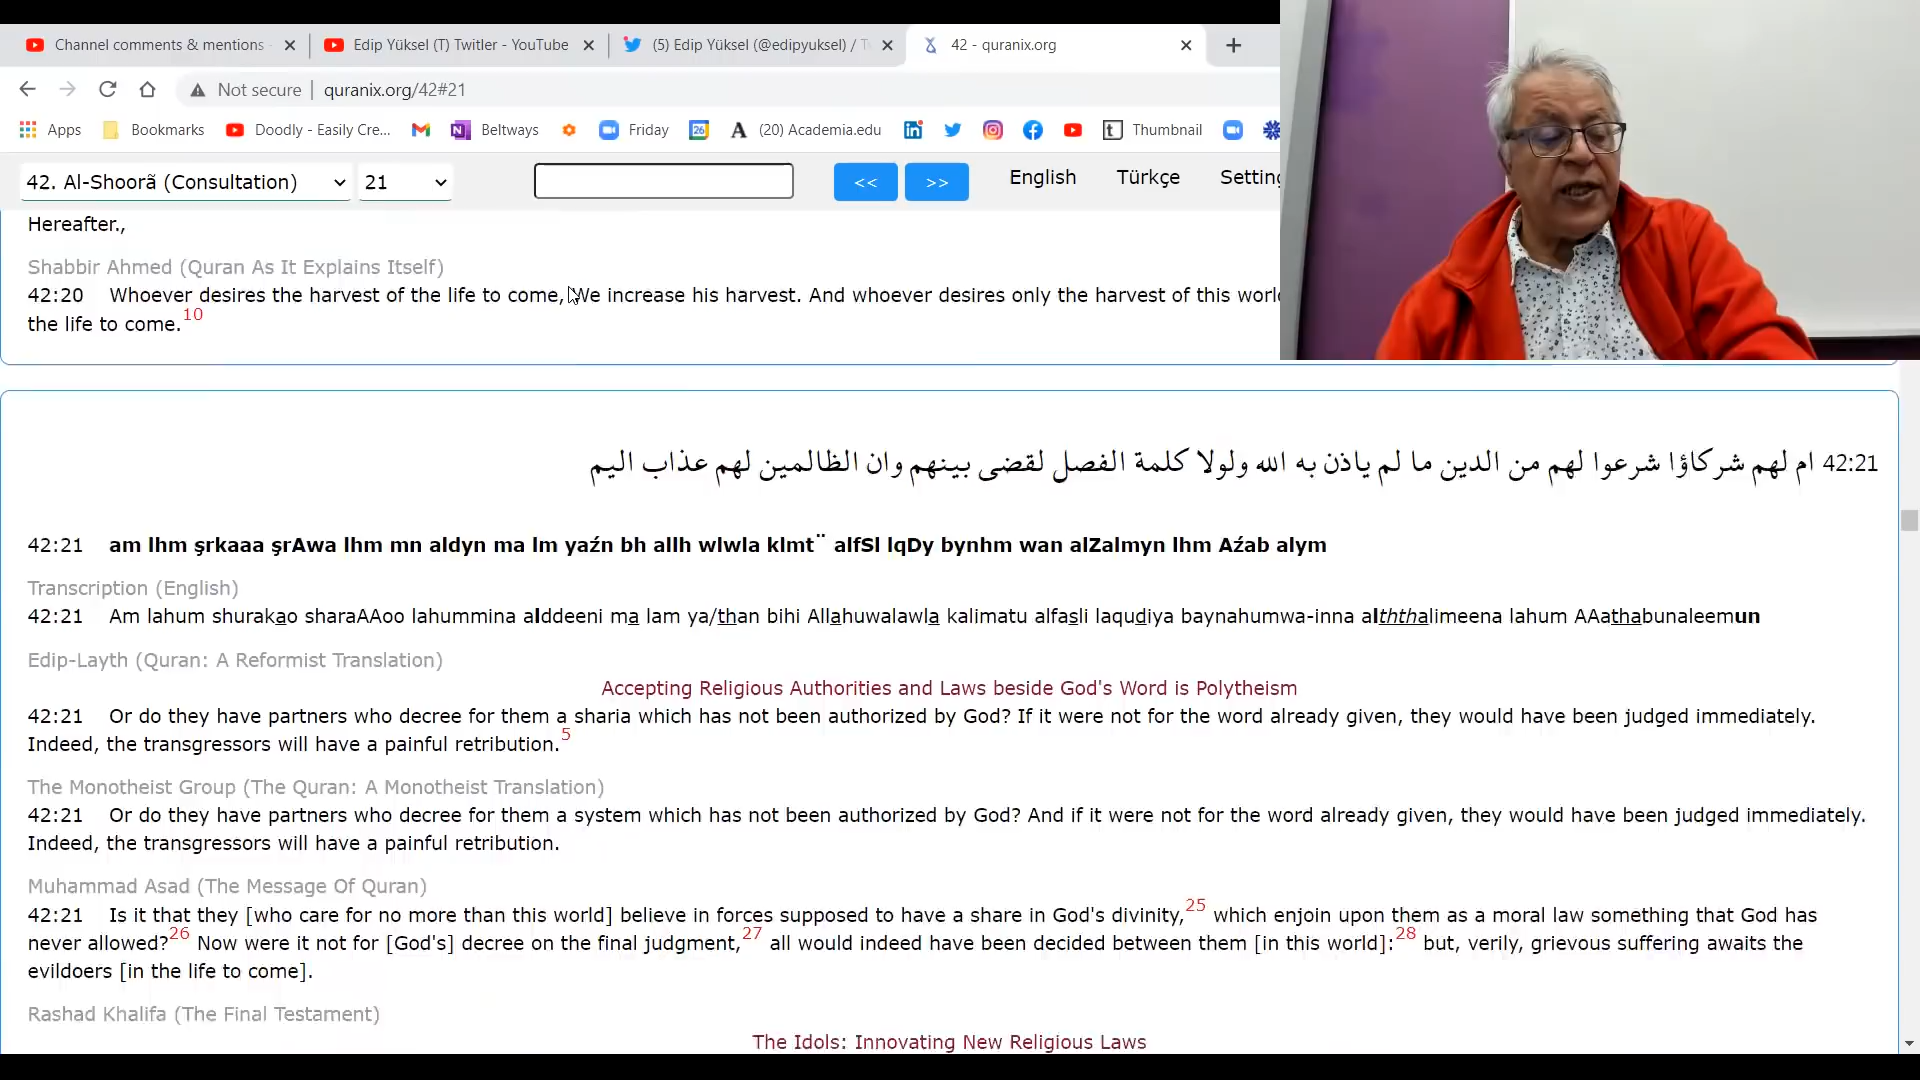 Channel comments & mentions
Edip Yüksel (T) Twitler - YouTube
(5) Edip Yüksel (@edipyuksel) / T
42 - quranix.org
Not secure | quranix.org/42#21
Apps Bookmarks Doodly - Easily Cre... Beltways Friday 26 (20) Academia.edu Thumbnail
42. Al-Shoorã (Consultation) 21 << >> English Türkçe Setting
Hereafter.,
Shabbir Ahmed (Quran As It Explains Itself)
42:20 Whoever desires the harvest of the life to come, We increase his harvest. And whoever desires only the harvest of this world
the life to come.10
42:21 ام لهم شركاؤا شرعوا لهم من الدين ما لم ياذن به الله ولولا كلمة الفصل لقضى بينهم وان الظالمين لهم عذاب اليم
42:21 am lhm şrkaaa şrAwa lhm mn aldyn ma lm yaźn bh allh wlwla klmt¨ alfSl lqDy bynhm wan alZalmyn lhm Aźab alym
Transcription (English)
42:21 Am lahum shurakao sharaAAoo lahummina alddeeni ma lam ya/than bihi Allahuwalawla kalimatu alfasli laqudiya baynahumwa-inna alththalimeena lahum AAathabunaleemun
Edip-Layth (Quran: A Reformist Translation)
Accepting Religious Authorities and Laws beside God's Word is Polytheism
42:21 Or do they have partners who decree for them a sharia which has not been authorized by God? If it were not for the word already given, they would have been judged immediately.
Indeed, the transgressors will have a painful retribution.5
The Monotheist Group (The Quran: A Monotheist Translation)
42:21 Or do they have partners who decree for them a system which has not been authorized by God? And if it were not for the word already given, they would have been judged immediately.
Indeed, the transgressors will have a painful retribution.
Muhammad Asad (The Message Of Quran)
42:21 Is it that they [who care for no more than this world] believe in forces supposed to have a share in God's divinity,25 which enjoin upon them as a moral law something that God has
never allowed?26 Now were it not for [God's] decree on the final judgment,27 all would indeed have been decided between them [in this world]:28 but, verily, grievous suffering awaits the
evildoers [in the life to come].
Rashad Khalifa (The Final Testament)
The Idols: Innovating New Religious Laws